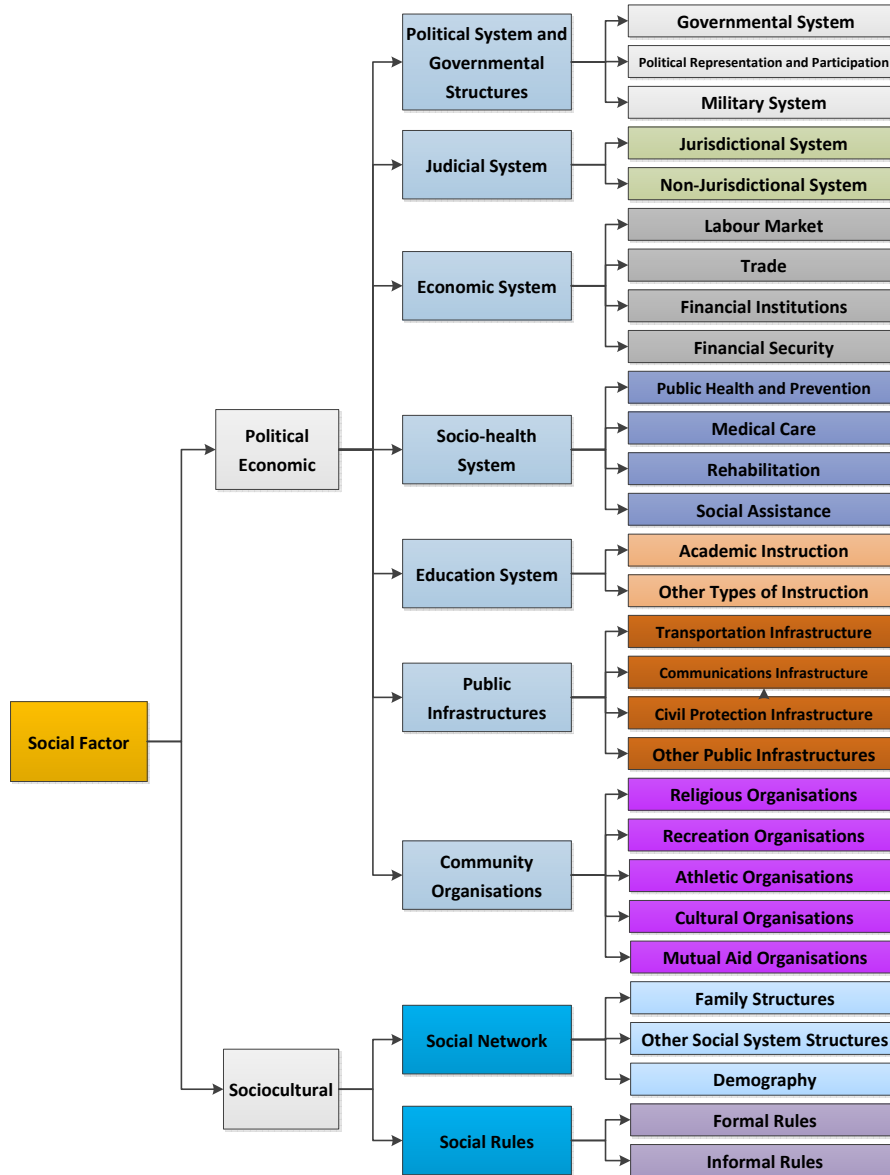 Social Factor
Political
Economic
Sociocultural
Political System and
Governmental
Structures
Judicial System
Economic System
Socio-health
System
Education System
Public
Infrastructures
Community
Organisations
Social Network
Social Rules
Governmental System
Political Representation and Participation
Military System
Jurisdictional System
Non-Jurisdictional System
Labour Market
Trade
Financial Institutions
Financial Security
Public Health and Prevention
Medical Care
Rehabilitation
Social Assistance
Academic Instruction
Other Types of Instruction
Transportation Infrastructure
Communications Infrastructure
Civil Protection Infrastructure
Other Public Infrastructures
Religious Organisations
Recreation Organisations
Athletic Organisations
Cultural Organisations
Mutual Aid Organisations
Family Structures
Other Social System Structures
Demography
Formal Rules
Informal Rules